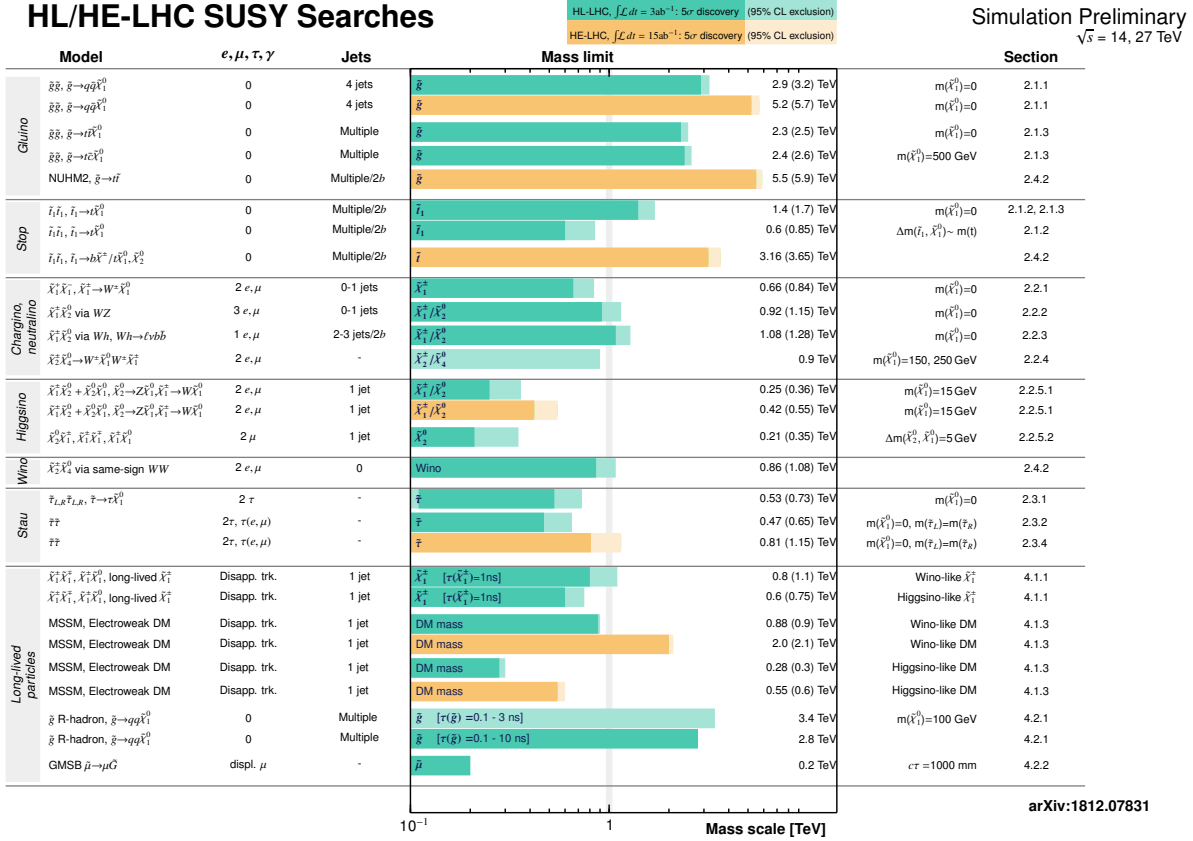 HL/HE-LHC SUSY Searches
HL-LHC, ∫ℒdt = 3ab⁻¹: 5σ discovery (95% CL exclusion)
HE-LHC, ∫ℒdt = 15ab⁻¹: 5σ discovery (95% CL exclusion)
Simulation Preliminary
√s = 14, 27 TeV
Model e, μ, τ, γ Jets Mass limit Section
Gluino
g̃g̃, g̃→qq̄χ̃₁⁰ 0 4 jets g̃ 2.9 (3.2) TeV m(χ̃₁⁰)=0 2.1.1
g̃g̃, g̃→qq̄χ̃₁⁰ 0 4 jets g̃ 5.2 (5.7) TeV m(χ̃₁⁰)=0 2.1.1
g̃g̃, g̃→tt̄χ̃₁⁰ 0 Multiple g̃ 2.3 (2.5) TeV m(χ̃₁⁰)=0 2.1.3
g̃g̃, g̃→tc̄χ̃₁⁰ 0 Multiple g̃ 2.4 (2.6) TeV m(χ̃₁⁰)=500 GeV 2.1.3
NUHM2, g̃→tt̃ 0 Multiple/2b g̃ 5.5 (5.9) TeV 2.4.2
Stop
t̃₁t̃₁, t̃₁→tχ̃₁⁰ 0 Multiple/2b t̃₁ 1.4 (1.7) TeV m(χ̃₁⁰)=0 2.1.2, 2.1.3
t̃₁t̃₁, t̃₁→tχ̃₁⁰ 0 Multiple/2b t̃₁ 0.6 (0.85) TeV Δm(t̃₁, χ̃₁⁰)~ m(t) 2.1.2
t̃₁t̃₁, t̃₁→bχ̃±/tχ̃₁⁰, χ̃₂⁰ 0 Multiple/2b t̃ 3.16 (3.65) TeV 2.4.2
Chargino, neutralino
χ̃₁⁺χ̃₁⁻, χ̃₁±→W±χ̃₁⁰ 2 e, μ 0-1 jets χ̃₁± 0.66 (0.84) TeV m(χ̃₁⁰)=0 2.2.1
χ̃₁±χ̃₂⁰ via WZ 3 e, μ 0-1 jets χ̃₁±/χ̃₂⁰ 0.92 (1.15) TeV m(χ̃₁⁰)=0 2.2.2
χ̃₁±χ̃₂⁰ via Wh, Wh→ℓνbb̄ 1 e, μ 2-3 jets/2b χ̃₁±/χ̃₂⁰ 1.08 (1.28) TeV m(χ̃₁⁰)=0 2.2.3
χ̃₂±χ̃₄⁰→W±χ̃₁⁰W±χ̃₁± 2 e, μ - χ̃₂±/χ̃₄⁰ 0.9 TeV m(χ̃₁⁰)=150, 250 GeV 2.2.4
Higgsino
χ̃₁±χ̃₂⁰ + χ̃₂⁰χ̃₁⁰, χ̃₂⁰→Zχ̃₁⁰, χ̃₁±→Wχ̃₁⁰ 2 e, μ 1 jet χ̃₁±/χ̃₂⁰ 0.25 (0.36) TeV m(χ̃₁⁰)=15 GeV 2.2.5.1
χ̃₁±χ̃₂⁰ + χ̃₂⁰χ̃₁⁰, χ̃₂⁰→Zχ̃₁⁰, χ̃₁±→Wχ̃₁⁰ 2 e, μ 1 jet χ̃₁±/χ̃₂⁰ 0.42 (0.55) TeV m(χ̃₁⁰)=15 GeV 2.2.5.1
χ̃₂⁰χ̃₁±, χ̃₁±χ̃₁∓, χ̃₁±χ̃₁⁰ 2 μ 1 jet χ̃₂⁰ 0.21 (0.35) TeV Δm(χ̃₂⁰, χ̃₁⁰)=5 GeV 2.2.5.2
Wino
χ̃₂±χ̃₄⁰ via same-sign WW 2 e, μ 0 Wino 0.86 (1.08) TeV 2.4.2
Stau
τ̃L,Rτ̃L,R, τ̃→τχ̃₁⁰ 2 τ - τ̃ 0.53 (0.73) TeV m(χ̃₁⁰)=0 2.3.1
τ̃τ̃ 2τ, τ(e, μ) - τ̃ 0.47 (0.65) TeV m(χ̃₁⁰)=0, m(τ̃L)=m(τ̃R) 2.3.2
τ̃τ̃ 2τ, τ(e, μ) - τ̃ 0.81 (1.15) TeV m(χ̃₁⁰)=0, m(τ̃L)=m(τ̃R) 2.3.4
Long-lived particles
χ̃₁±χ̃₁∓, χ̃₁±χ̃₁⁰, long-lived χ̃₁± Disapp. trk. 1 jet χ̃₁± [τ(χ̃₁±)=1ns] 0.8 (1.1) TeV Wino-like χ̃₁± 4.1.1
χ̃₁±χ̃₁∓, χ̃₁±χ̃₁⁰, long-lived χ̃₁± Disapp. trk. 1 jet χ̃₁± [τ(χ̃₁±)=1ns] 0.6 (0.75) TeV Higgsino-like χ̃₁± 4.1.1
MSSM, Electroweak DM Disapp. trk. 1 jet DM mass 0.88 (0.9) TeV Wino-like DM 4.1.3
MSSM, Electroweak DM Disapp. trk. 1 jet DM mass 2.0 (2.1) TeV Wino-like DM 4.1.3
MSSM, Electroweak DM Disapp. trk. 1 jet DM mass 0.28 (0.3) TeV Higgsino-like DM 4.1.3
MSSM, Electroweak DM Disapp. trk. 1 jet DM mass 0.55 (0.6) TeV Higgsino-like DM 4.1.3
g̃ R-hadron, g̃→qqχ̃₁⁰ 0 Multiple g̃ [τ(g̃) =0.1 - 3 ns] 3.4 TeV m(χ̃₁⁰)=100 GeV 4.2.1
g̃ R-hadron, g̃→qqχ̃₁⁰ 0 Multiple g̃ [τ(g̃) =0.1 - 10 ns] 2.8 TeV 4.2.1
GMSB μ̃→μG̃ displ. μ - μ̃ 0.2 TeV cτ =1000 mm 4.2.2
arXiv:1812.07831
10⁻¹ 1
Mass scale [TeV]